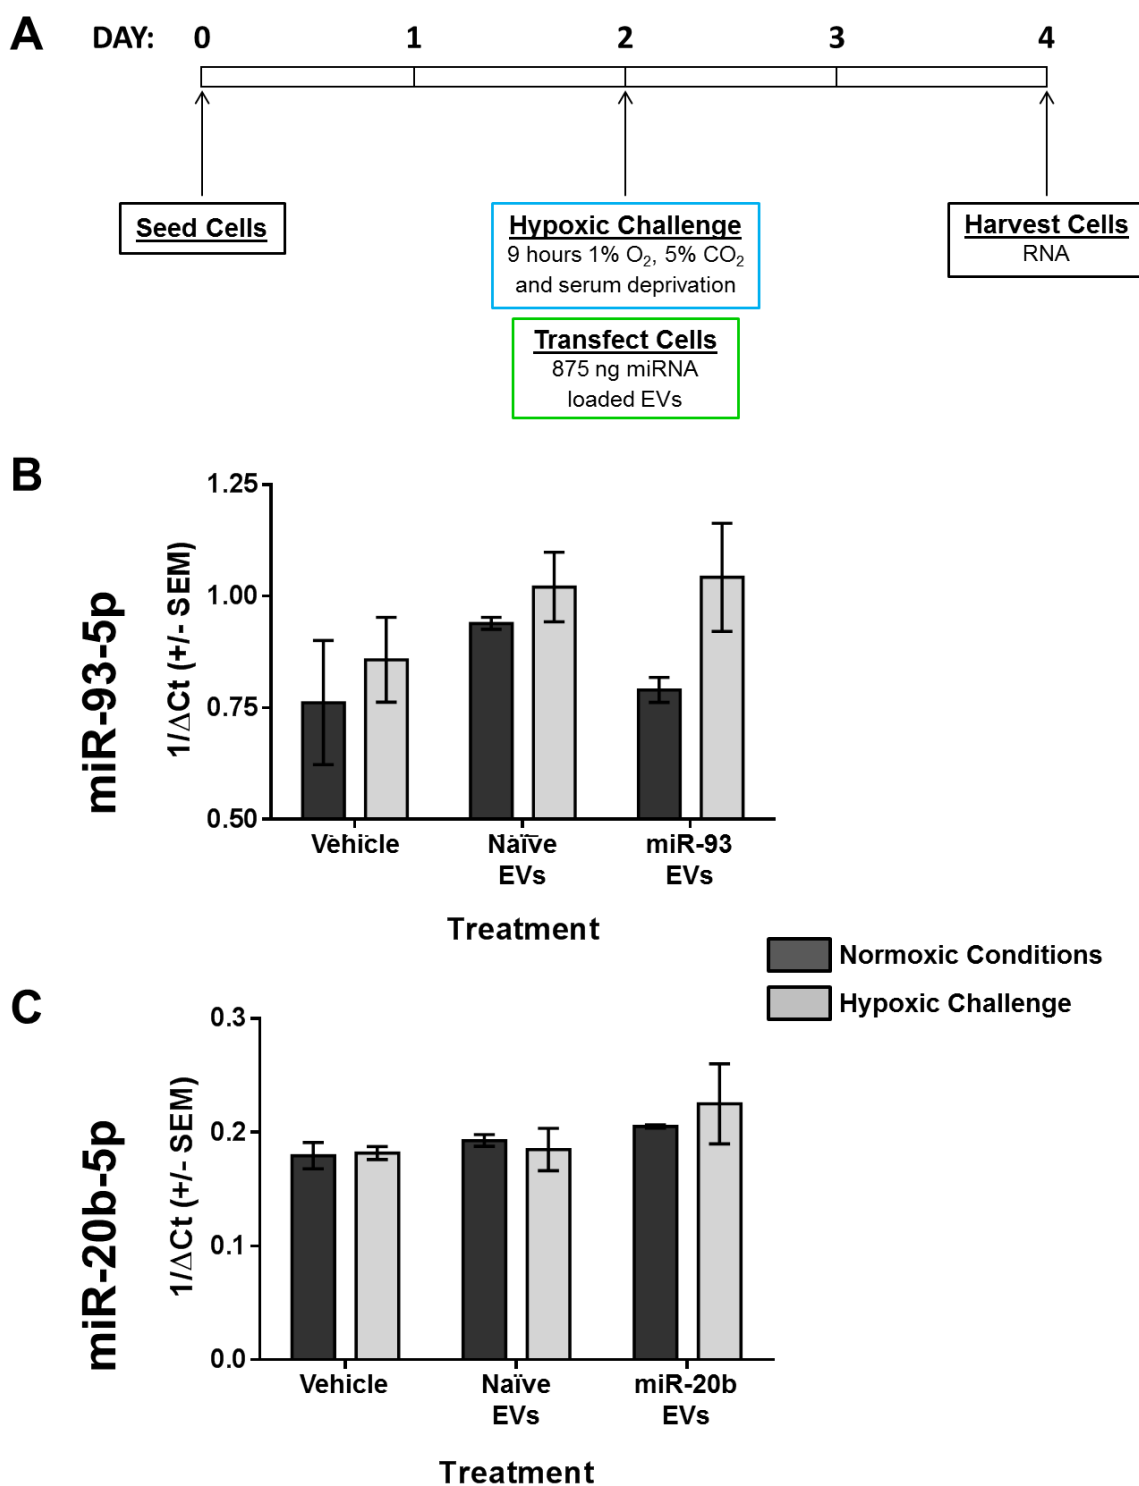 A
DAY: 0 1 2 3 4
Seed Cells
Hypoxic Challenge
9 hours 1% O₂, 5% CO₂
and serum deprivation
Transfect Cells
875 ng miRNA
loaded EVs
Harvest Cells
RNA
B
miR-93-5p
1/ΔCt (+/- SEM)
1.25
1.00
0.75
0.50
Vehicle
Naïve
EVs
miR-93
EVs
Treatment
Normoxic Conditions
Hypoxic Challenge
C
miR-20b-5p
1/ΔCt (+/- SEM)
0.3
0.2
0.1
0.0
Vehicle
Naïve
EVs
miR-20b
EVs
Treatment